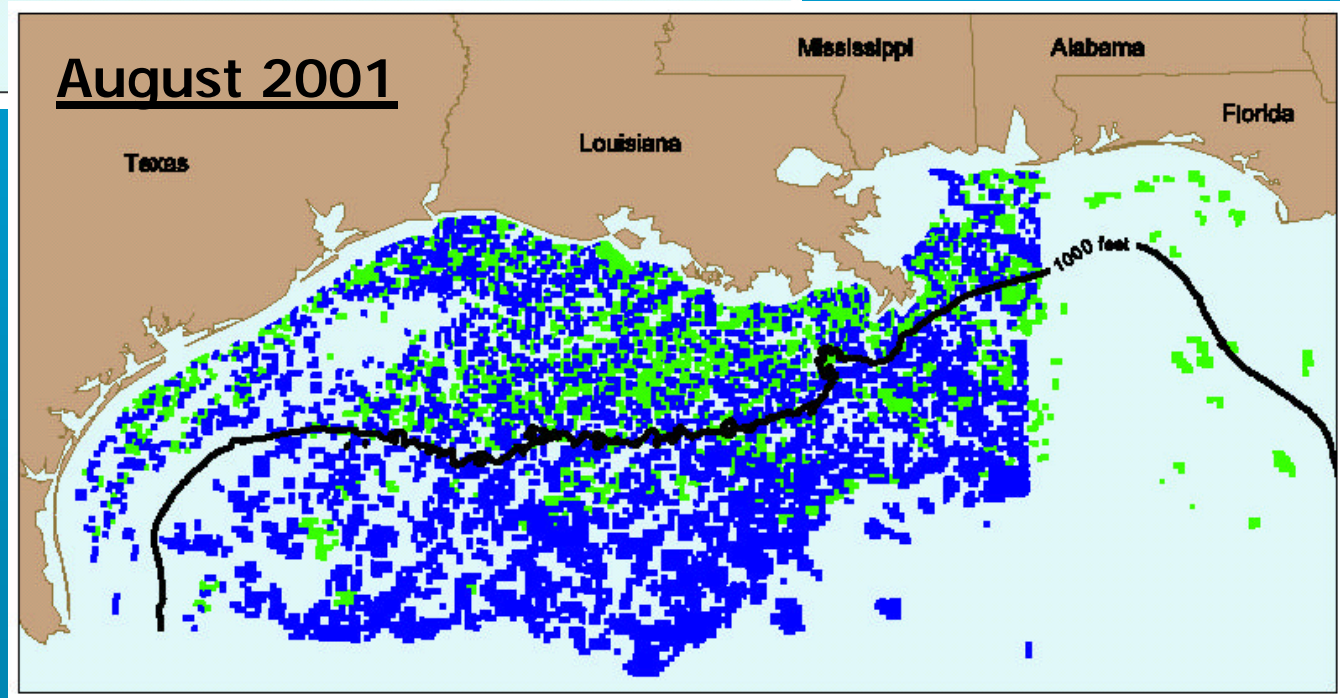 August 2001
Mississippi
Alabama
Florida
Louisiana
Texas
1000 feet